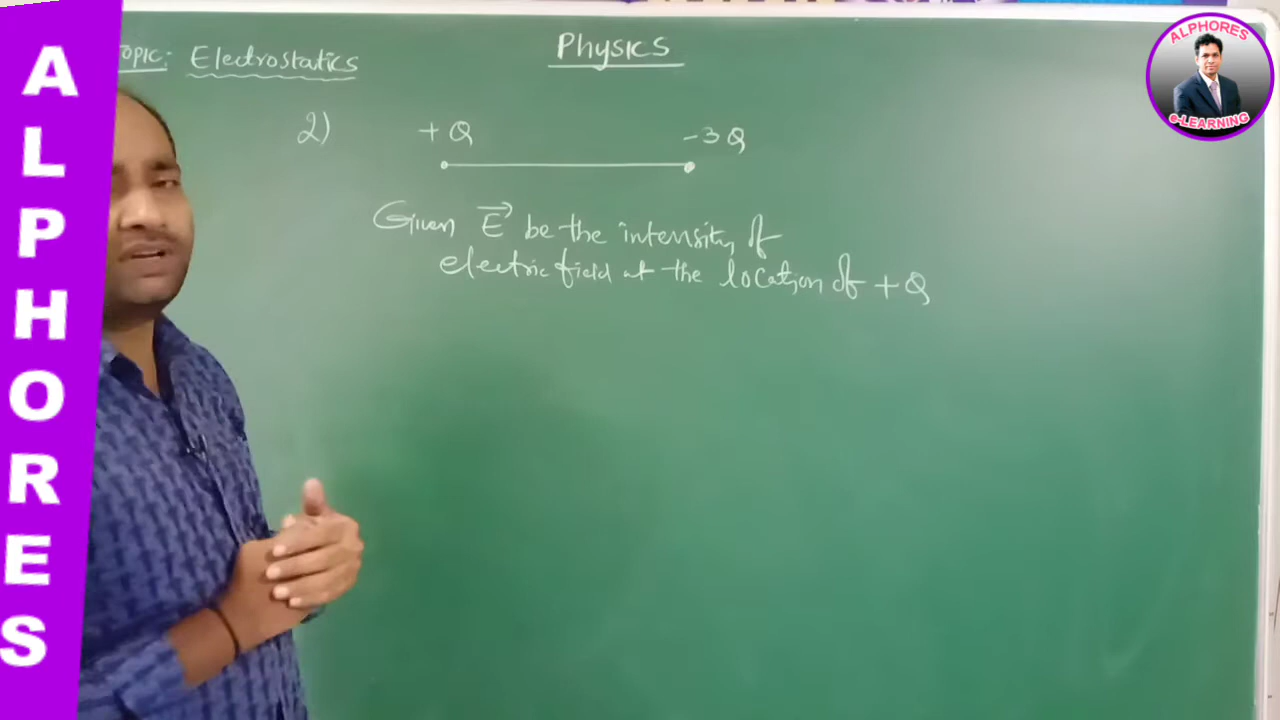 ALPHORES
TOPIC: Electrostatics
Physics
ALPHORES
e-LEARNING
2)
+Q
-3Q
Given E⃗ be the intensity of
electric field at the location of +Q